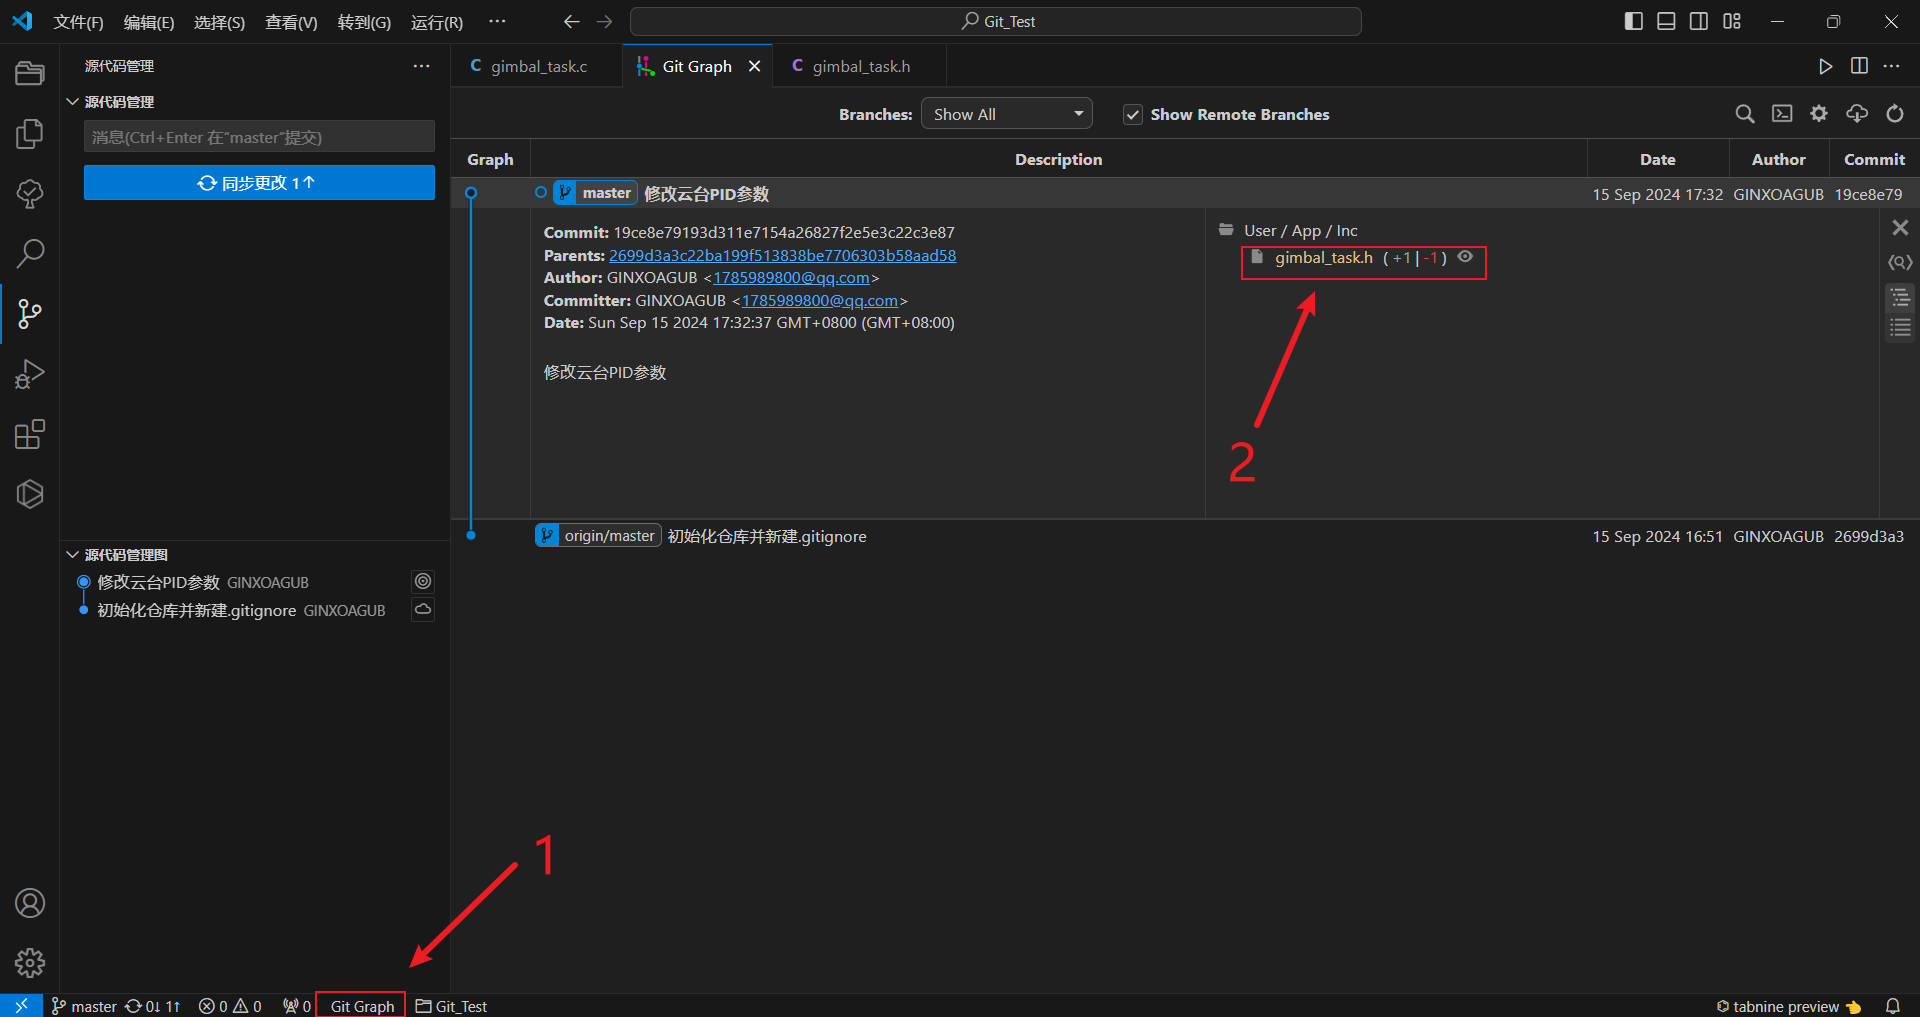 文件(F) 编辑(E) 选择(S) 查看(V) 转到(G) 运行(R) ··· Git_Test
源代码管理 ···
gimbal_task.c Git Graph gimbal_task.h
源代码管理
消息(Ctrl+Enter 在"master"提交)
同步更改 1↑
Branches: Show All Show Remote Branches
Graph Description Date Author Commit
master 修改云台PID参数 15 Sep 2024 17:32 GINXOAGUB 19ce8e79
Commit: 19ce8e79193d311e7154a26827f2e5e3c22c3e87
Parents: 2699d3a3c22ba199f513838be7706303b58aad58
Author: GINXOAGUB <1785989800@qq.com>
Committer: GINXOAGUB <1785989800@qq.com>
Date: Sun Sep 15 2024 17:32:37 GMT+0800 (GMT+08:00)
修改云台PID参数
User / App / Inc
gimbal_task.h (+1|-1)
2
origin/master 初始化仓库并新建.gitignore 15 Sep 2024 16:51 GINXOAGUB 2699d3a3
源代码管理图
修改云台PID参数 GINXOAGUB
初始化仓库并新建.gitignore GINXOAGUB
1
master 0↓ 1↑ 0 0 0 Git Graph Git_Test tabnine preview